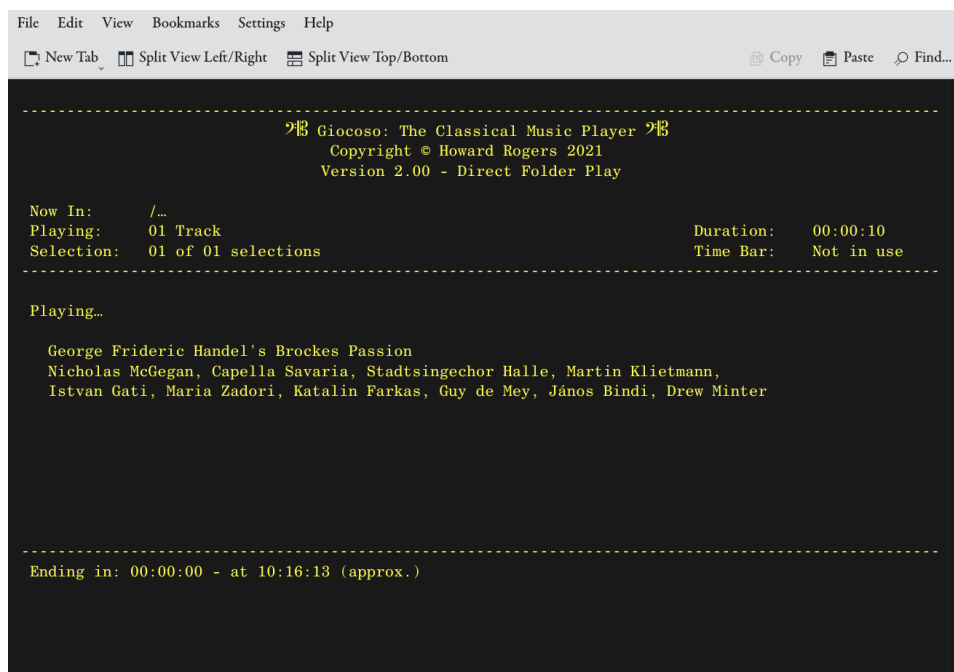 File Edit View Bookmarks Settings Help
New Tab Split View Left/Right Split View Top/Bottom Copy Paste Find...
𝄢𝄡 Giocoso: The Classical Music Player 𝄢𝄡
Copyright © Howard Rogers 2021
Version 2.00 - Direct Folder Play
Now In: /…
Playing: 01 Track Duration: 00:00:10
Selection: 01 of 01 selections Time Bar: Not in use
Playing…
George Frideric Handel's Brockes Passion
Nicholas McGegan, Capella Savaria, Stadtsingechor Halle, Martin Klietmann,
Istvan Gati, Maria Zadori, Katalin Farkas, Guy de Mey, János Bindi, Drew Minter
Ending in: 00:00:00 - at 10:16:13 (approx.)